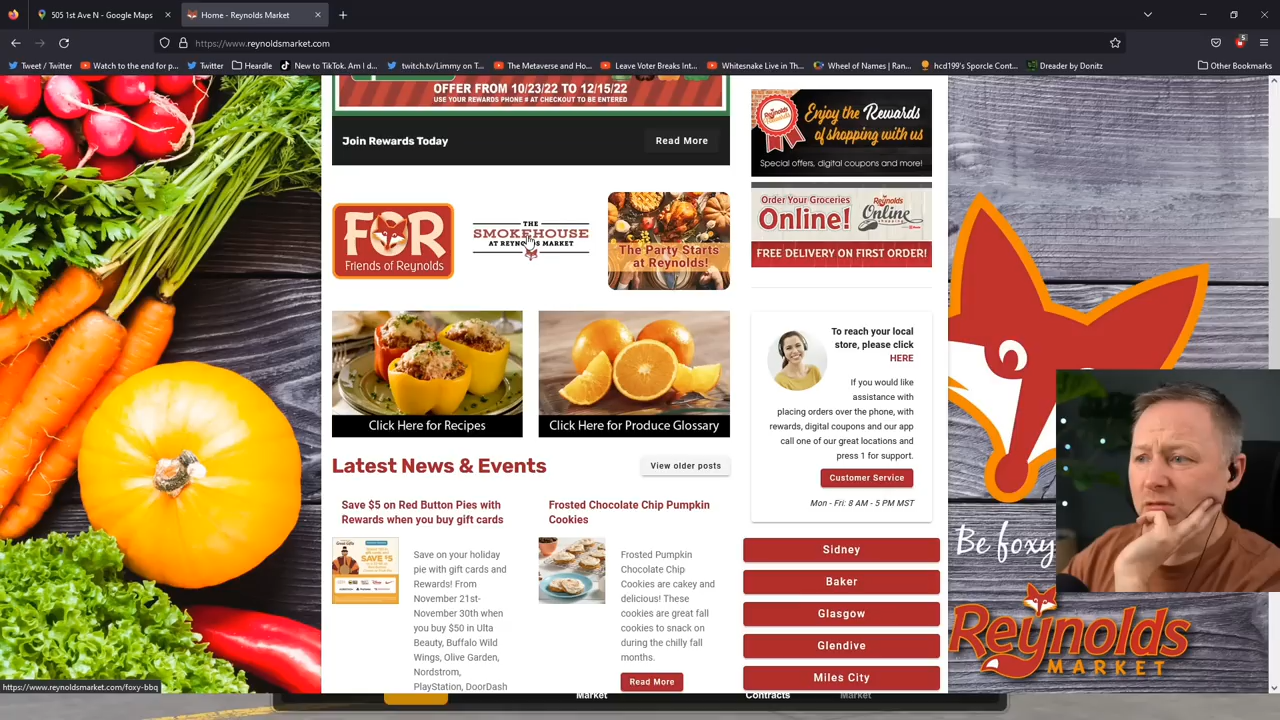 505 1st Ave N - Google Maps
Home - Reynolds Market
5
https://www.reynoldsmarket.com
Tweet / Twitter
Watch to the end for p...
Twitter
Heardle
New to TikTok. Am I d...
twitch.tv/Limmy on T...
The Metaverse and Ho...
Leave Voter Breaks Int...
Whitesnake Live in Th...
Wheel of Names | Ran...
hcd199's Sporcle Cont...
Dreader by Donitz
Other Bookmarks
OFFER FROM 10/23/22 TO 12/15/22
USE YOUR REWARDS PHONE # AT CHECKOUT TO BE ENTERED
Join Rewards Today
Read More
FOR
Friends of Reynolds
THE
SMOKEHOUSE
AT REYNOLDS MARKET
The Party Starts
at Reynolds!
Click Here for Recipes
Click Here for Produce Glossary
Latest News & Events
View older posts
Save $5 on Red Button Pies with
Rewards when you buy gift cards
SAVE
$5
Save on your holiday
pie with gift cards and
Rewards! From
November 21st-
November 30th when
you buy $50 in Ulta
Beauty, Buffalo Wild
Wings, Olive Garden,
Nordstrom,
PlayStation, DoorDash
Frosted Chocolate Chip Pumpkin
Cookies
Frosted Pumpkin
Chocolate Chip
Cookies are cakey and
delicious! These
cookies are great fall
cookies to snack on
during the chilly fall
months.
Read More
Reynolds
Enjoy the Rewards
of shopping with us
Special offers, digital coupons and more!
Order Your Groceries
Online!
Reynolds
Online
FREE DELIVERY ON FIRST ORDER!
To reach your local
store, please click
HERE
If you would like
assistance with
placing orders over the phone, with
rewards, digital coupons and our app
call one of our great locations and
press 1 for support.
Customer Service
Mon - Fri: 8 AM - 5 PM MST
Sidney
Baker
Glasgow
Glendive
Miles City
Be foxy
Reynolds
MARKET
https://www.reynoldsmarket.com/foxy-bbq
Market
Contracts
Market